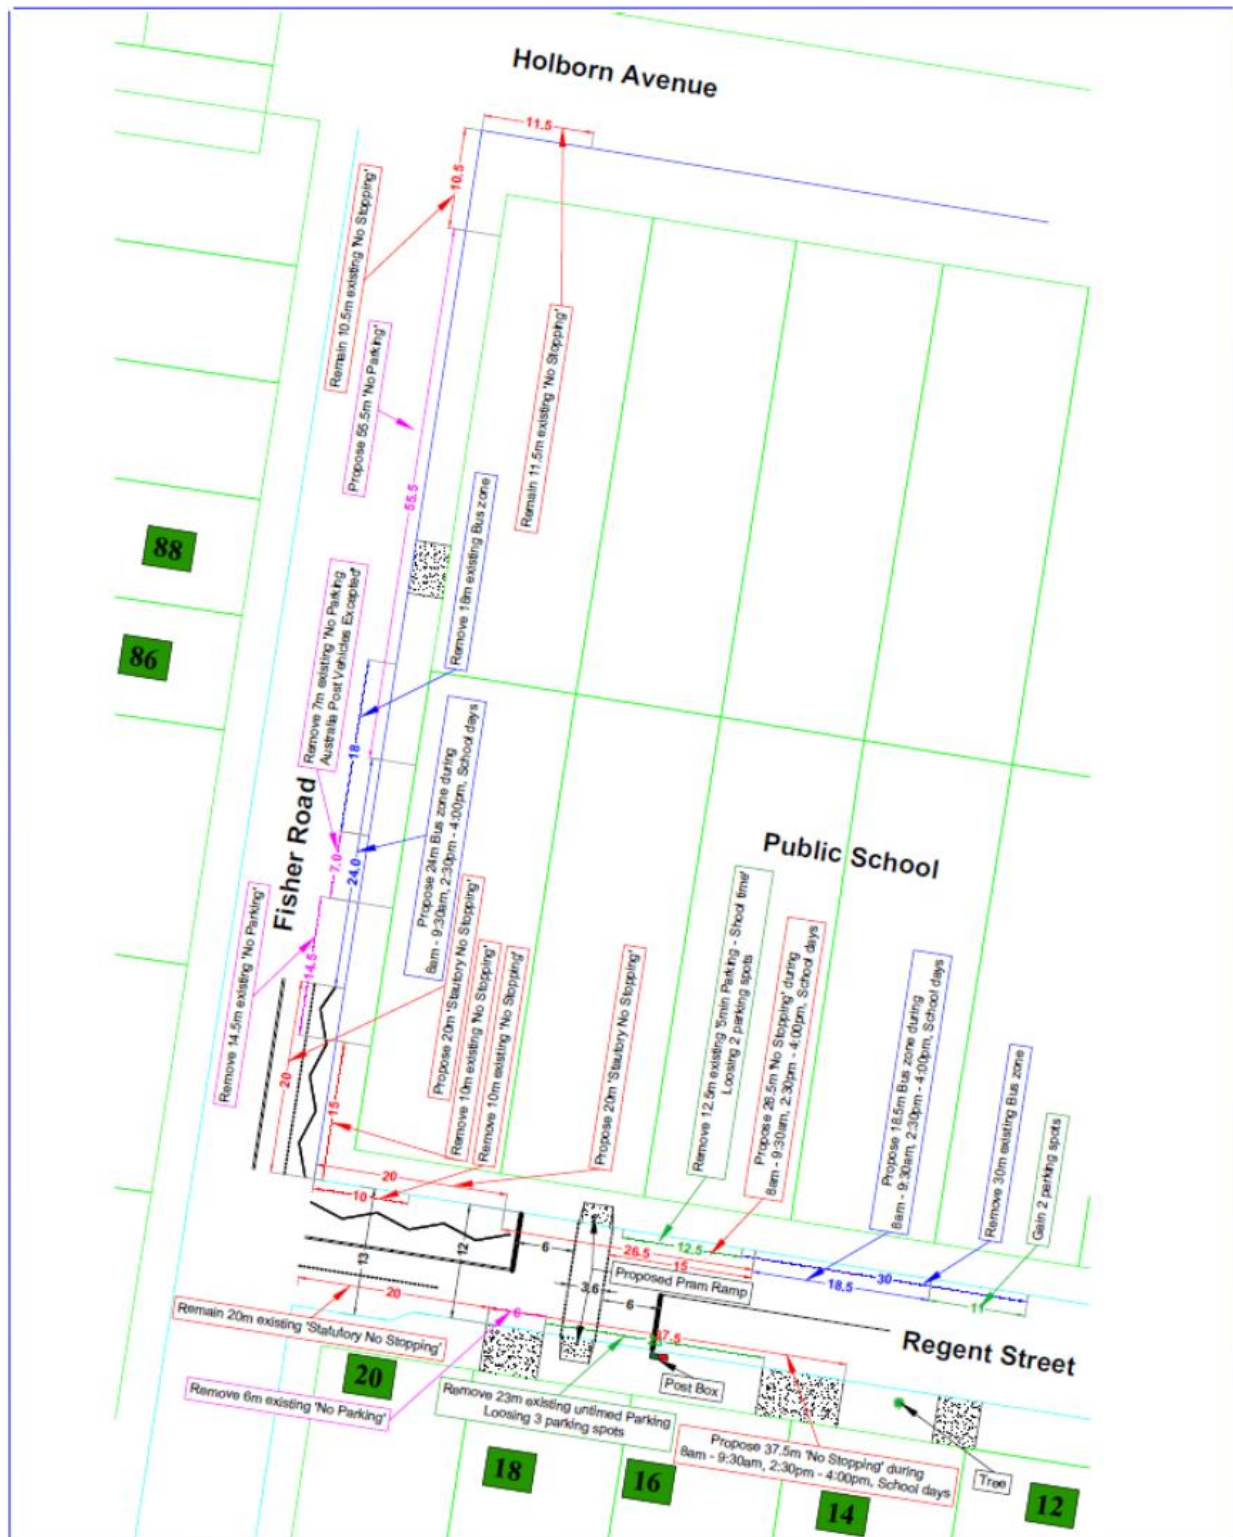 Holborn Avenue
11.5
10.5
Remain 10.5m existing 'No Stopping'
Propose 55.5m 'No Parking'
Remain 11.5m existing 'No Stopping'
55.5
Remove 18m existing Bus zone
88
Remove 7m existing 'No Parking
Australia Post Vehicles Excepted'
86
18
Propose 24m Bus zone during
8am - 9:30am, 2:30pm - 4:00pm, School days
Fisher Road
7.0
24.0
Public School
Remove 14.5m existing 'No Parking'
14.5
Propose 20m 'Stautory No Stopping'
Remove 10m existing 'No Stopping'
Remove 10m existing 'No Stopping'
Propose 20m 'Stautory No Stopping'
Remove 12.5m existing '5min Parking - Shool time'
Loosing 2 parking spots
Propose 26.5m 'No Stopping' during
8am - 9:30am, 2:30pm - 4:00pm, School days
Propose 18.5m Bus zone during
8am - 9:30am, 2:30pm - 4:00pm, School days
Remove 30m existing Bus zone
Gain 2 parking spots
20
15
20
10
13
12
6
26.5
12.5
15
30
18.5
11
Proposed Pram Ramp
3.6
6
20
6
37.5
Remain 20m existing 'Statutory No Stopping'
Regent Street
20
Post Box
Remove 6m existing 'No Parking'
Remove 23m existing untimed Parking
Loosing 3 parking spots
Propose 37.5m 'No Stopping' during
8am - 9:30am, 2:30pm - 4:00pm, School days
Tree
18
16
14
12